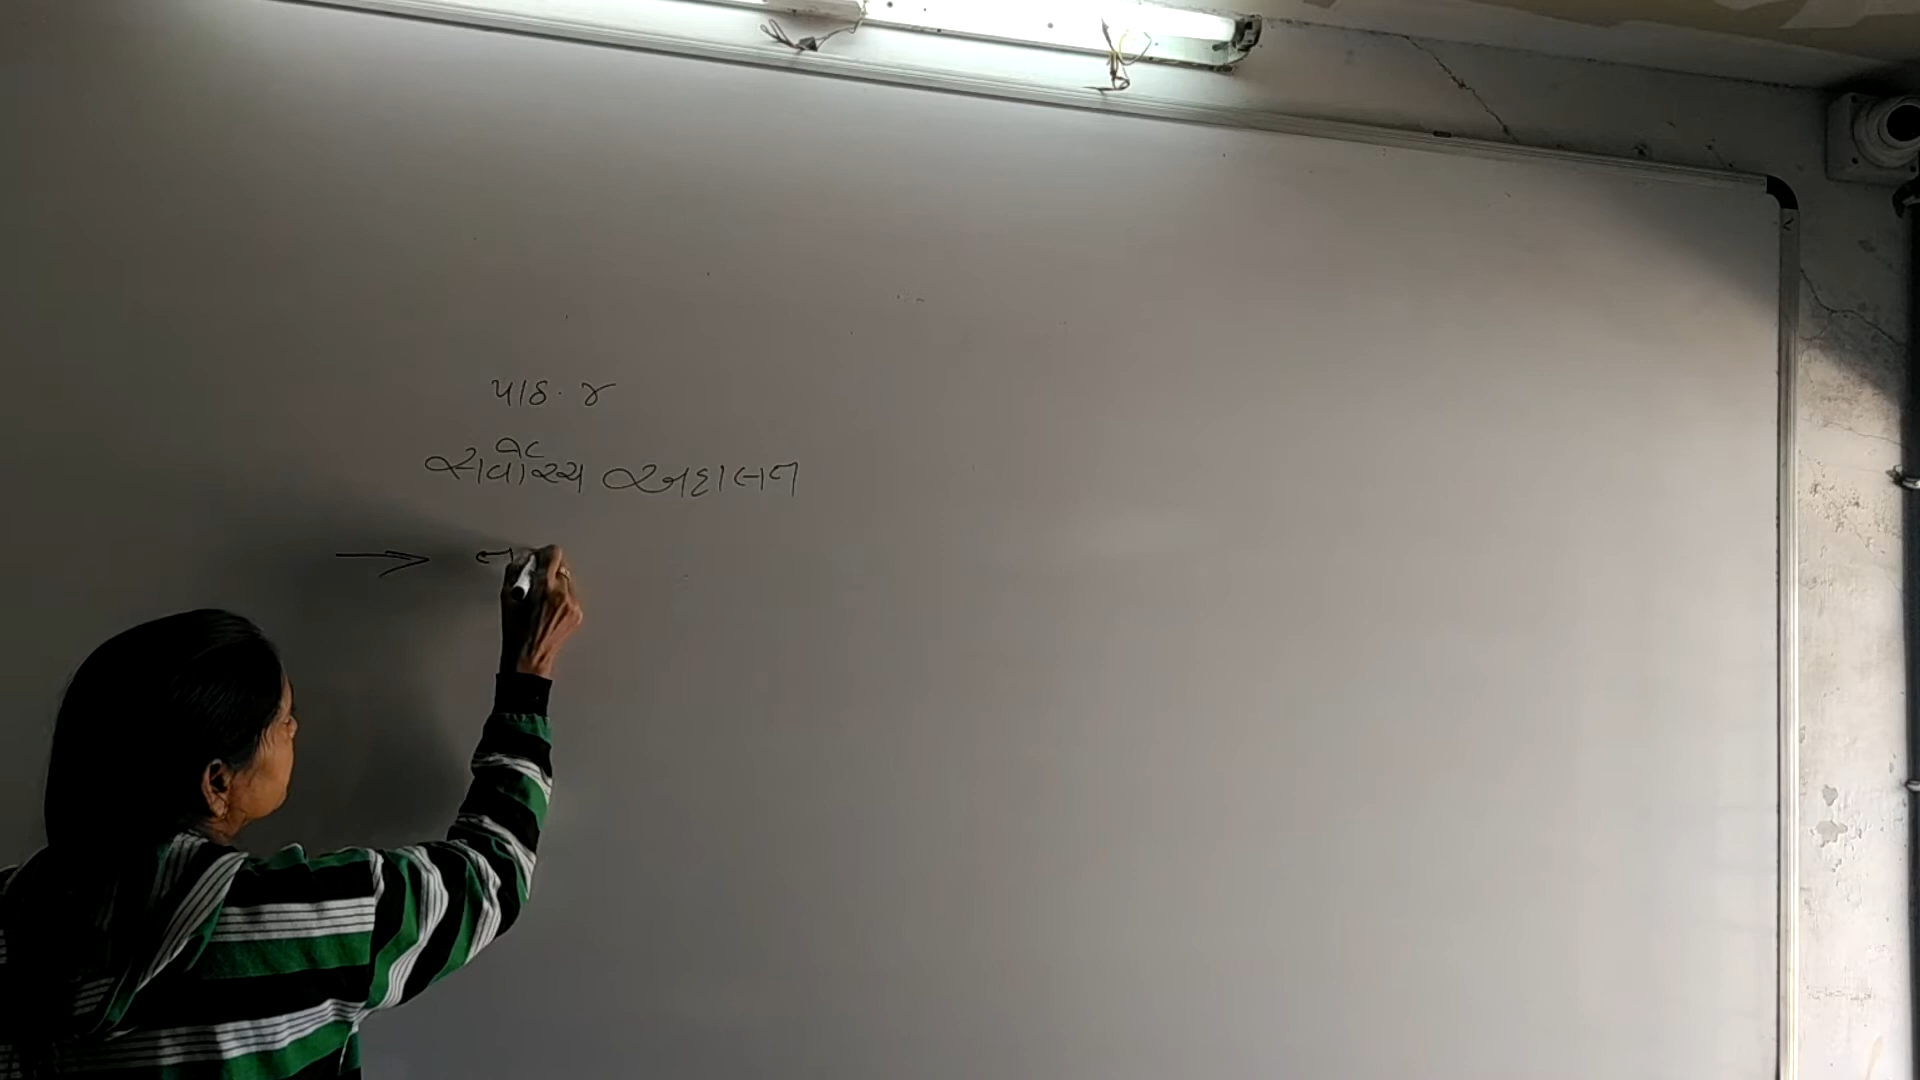 પાઠ. ૪
સર્વોચ્ચ અદાલત
→ ન